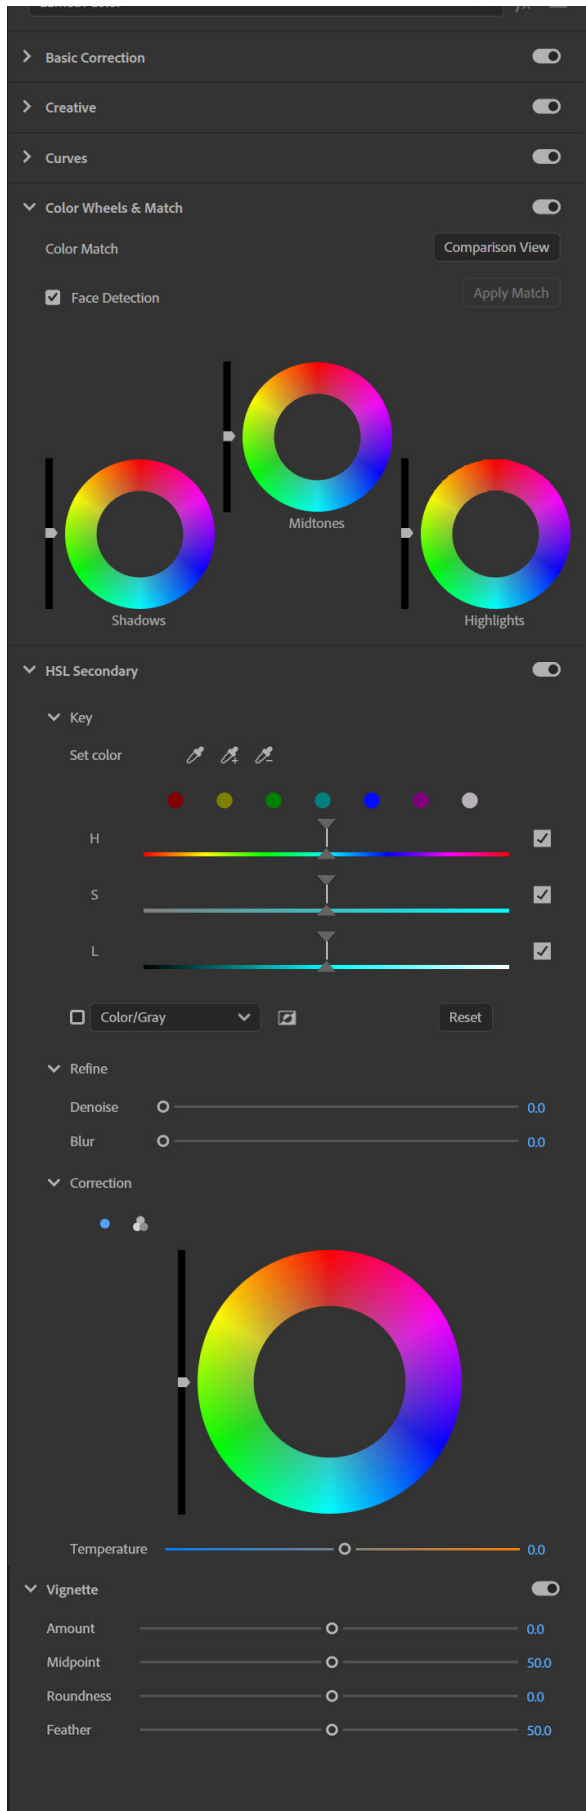 Basic Correction
Creative
Curves
Color Wheels & Match
Color Match
Comparison View
Face Detection
Apply Match
Midtones
Shadows
Highlights
HSL Secondary
Key
Set color
H
S
L
Color/Gray
Reset
Refine
Denoise 0.0
Blur 0.0
Correction
Temperature 0.0
Vignette
Amount 0.0
Midpoint 50.0
Roundness 0.0
Feather 50.0